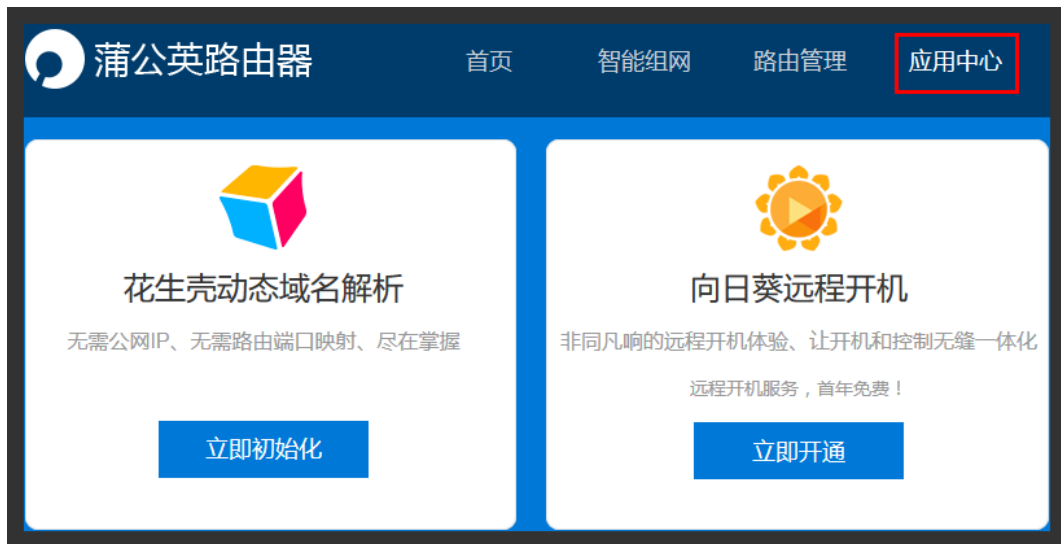 蒲公英路由器 首页 智能组网 路由管理 应用中心
花生壳动态域名解析
无需公网IP、无需路由端口映射、尽在掌握
立即初始化
向日葵远程开机
非同凡响的远程开机体验、让开机和控制无缝一体化
远程开机服务，首年免费！
立即开通